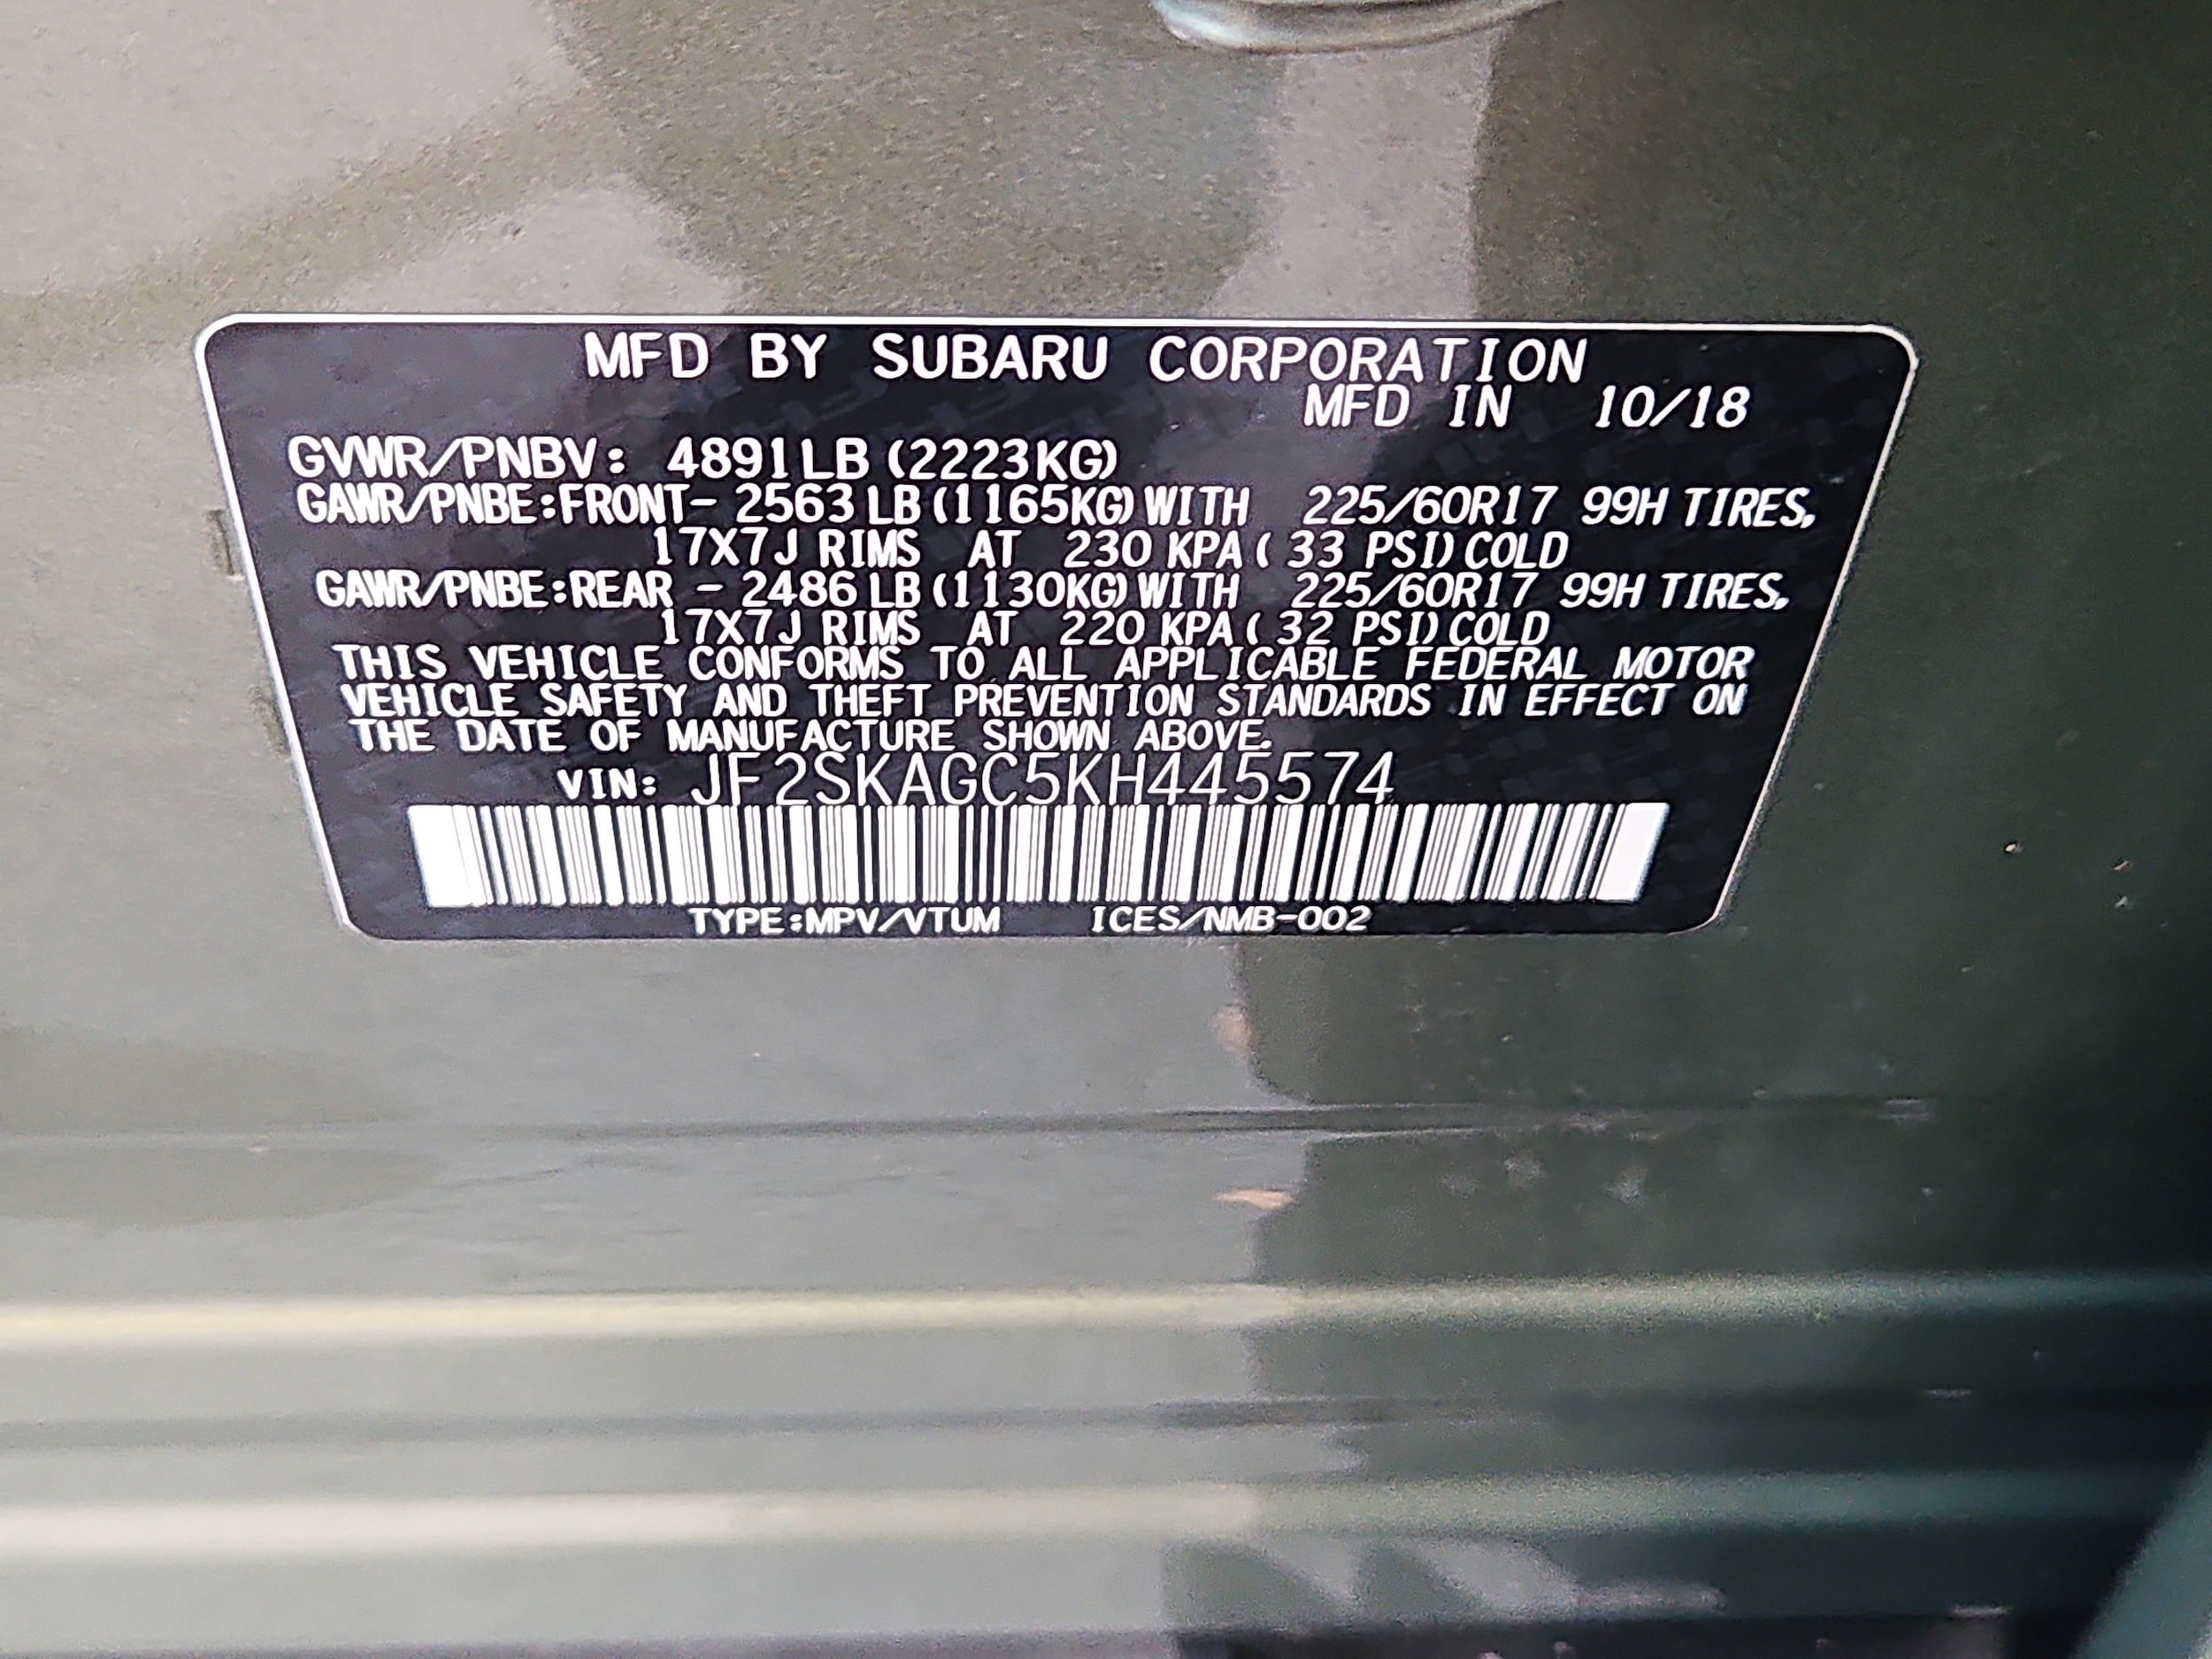 MFD BY SUBARU CORPORATION
MFD IN 10/18
GVWR/PNBV: 4891LB (2223KG)
GAWR/PNBE:FRONT- 2563 LB (1165KG) WITH 225/60R17 99H TIRES,
17X7J RIMS AT 230 KPA ( 33 PSI) COLD
GAWR/PNBE:REAR - 2486 LB (1130KG) WITH 225/60R17 99H TIRES,
17X7J RIMS AT 220 KPA ( 32 PSI) COLD
THIS VEHICLE CONFORMS TO ALL APPLICABLE FEDERAL MOTOR
VEHICLE SAFETY AND THEFT PREVENTION STANDARDS IN EFFECT ON
THE DATE OF MANUFACTURE SHOWN ABOVE.
VIN: JF2SKAGC5KH445574
TYPE:MPV/VTUM ICES/NMB-002